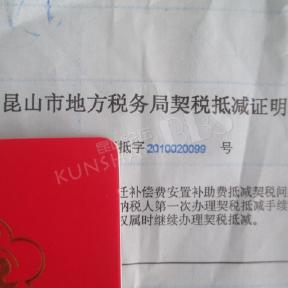 昆山市地方税务局契税抵减证明
抵字2010020099 号
迁补偿费安置补助费抵减契税问
纳税人第一次办理契税抵减手续
权属时继续办理契税抵减。